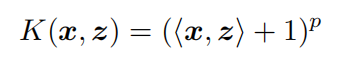 K(x, z) = (⟨x, z⟩ + 1)^p